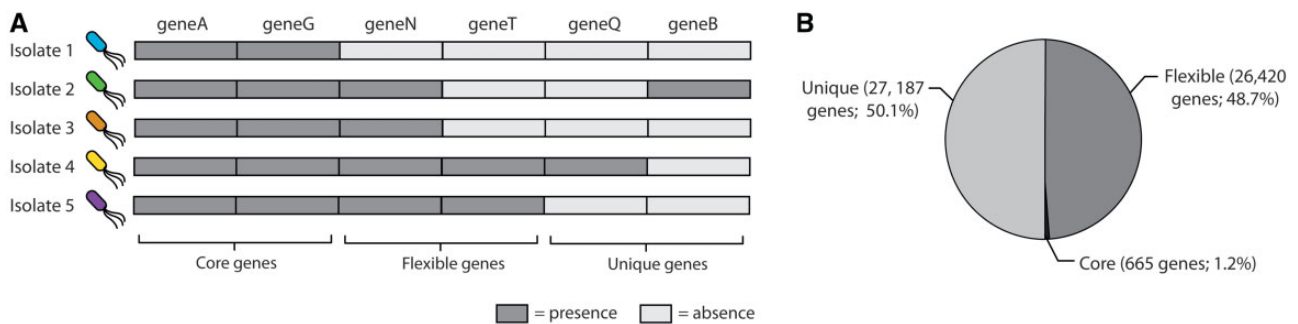 A
geneA geneG geneN geneT geneQ geneB
Isolate 1
Isolate 2
Isolate 3
Isolate 4
Isolate 5
Core genes Flexible genes Unique genes
= presence = absence
B
Unique (27, 187
genes; 50.1%)
Flexible (26,420
genes; 48.7%)
Core (665 genes; 1.2%)